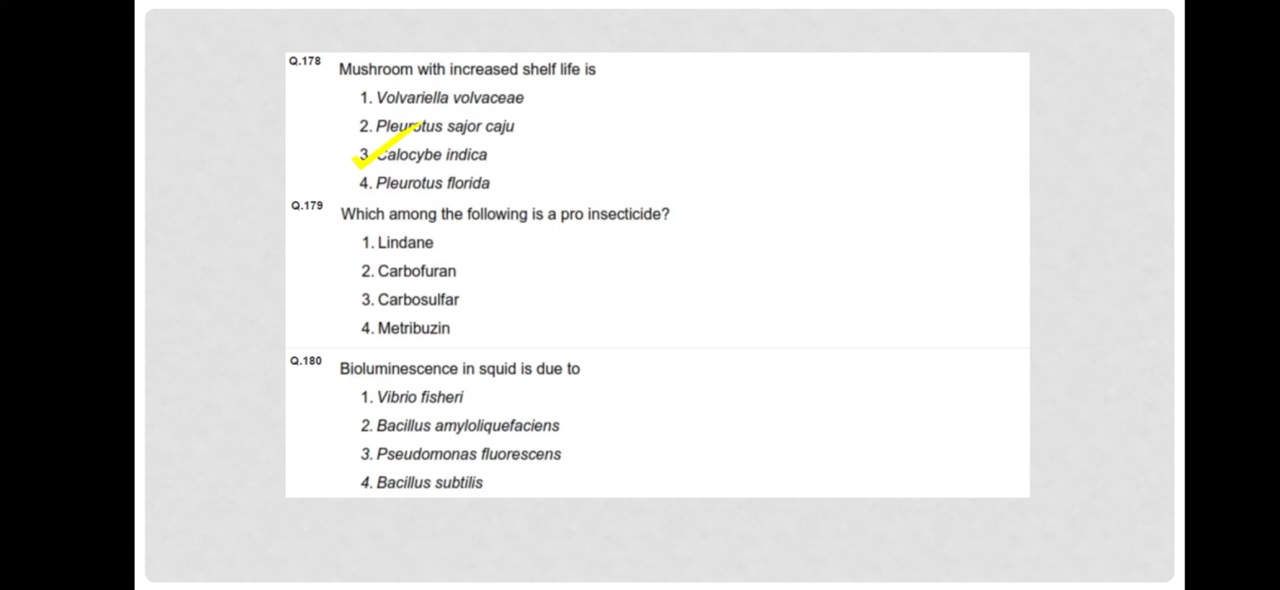 Q.178 Mushroom with increased shelf life is
1. Volvariella volvaceae
2. Pleurotus sajor caju
3. Calocybe indica
4. Pleurotus florida
Q.179 Which among the following is a pro insecticide?
1. Lindane
2. Carbofuran
3. Carbosulfar
4. Metribuzin
Q.180 Bioluminescence in squid is due to
1. Vibrio fisheri
2. Bacillus amyloliquefaciens
3. Pseudomonas fluorescens
4. Bacillus subtilis